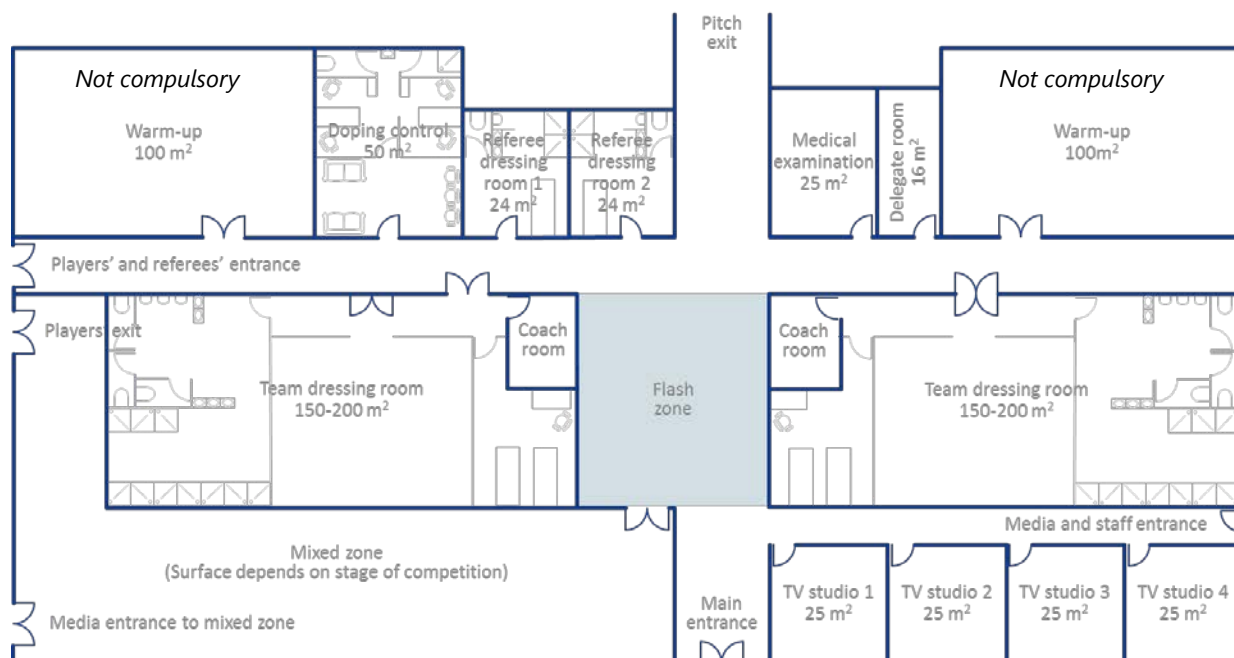 Pitch
exit
Not compulsory
Warm-up
100 m²
Doping control
50 m²
Referee
dressing
room 1
24 m²
Referee
dressing
room 2
24 m²
Medical
examination
25 m²
Delegate room
16 m²
Not compulsory
Warm-up
100m²
Players' and referees' entrance
Players' exit
Team dressing room
150-200 m²
Coach
room
Flash
zone
Coach
room
Team dressing room
150-200 m²
Media and staff entrance
Mixed zone
(Surface depends on stage of competition)
Media entrance to mixed zone
Main
entrance
TV studio 1
25 m²
TV studio 2
25 m²
TV studio 3
25 m²
TV studio 4
25 m²